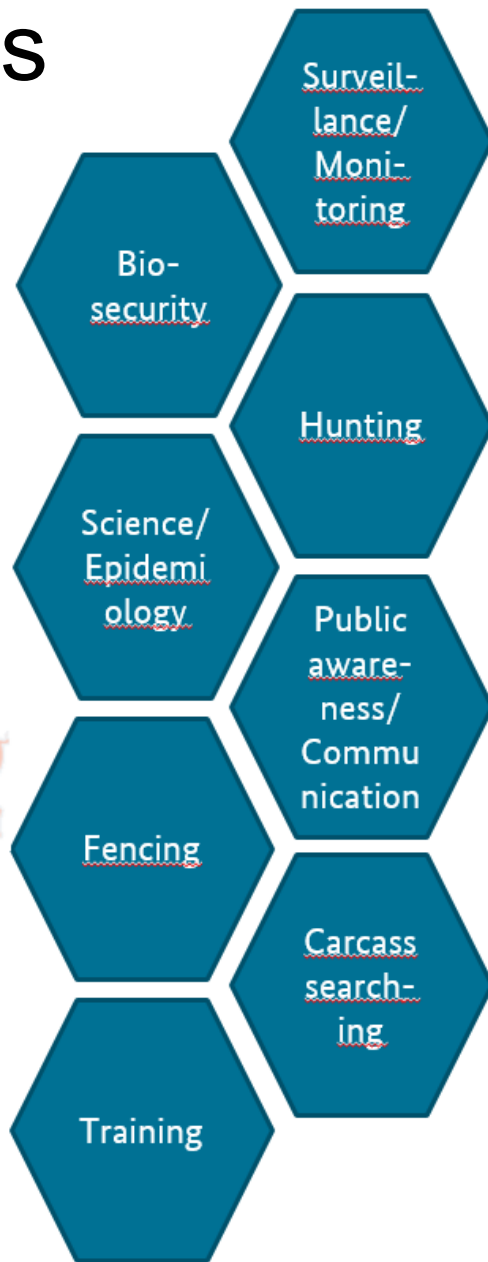 s
Surveil-
lance/
Moni-
toring
Bio-
security
Hunting
Science/
Epidemi
ology
Public
aware-
ness/
Commu
nication
Fencing
Carcass
search-
ing
Training